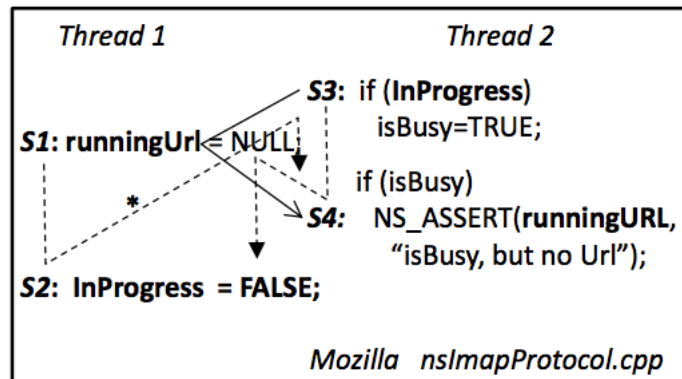 Thread 1
Thread 2
S3: if (InProgress)
isBusy=TRUE;
S1: runningUrl = NULL;
if (isBusy)
S4: NS_ASSERT(runningURL,
“isBusy, but no Url”);
*
S2: InProgress = FALSE;
Mozilla nsImapProtocol.cpp